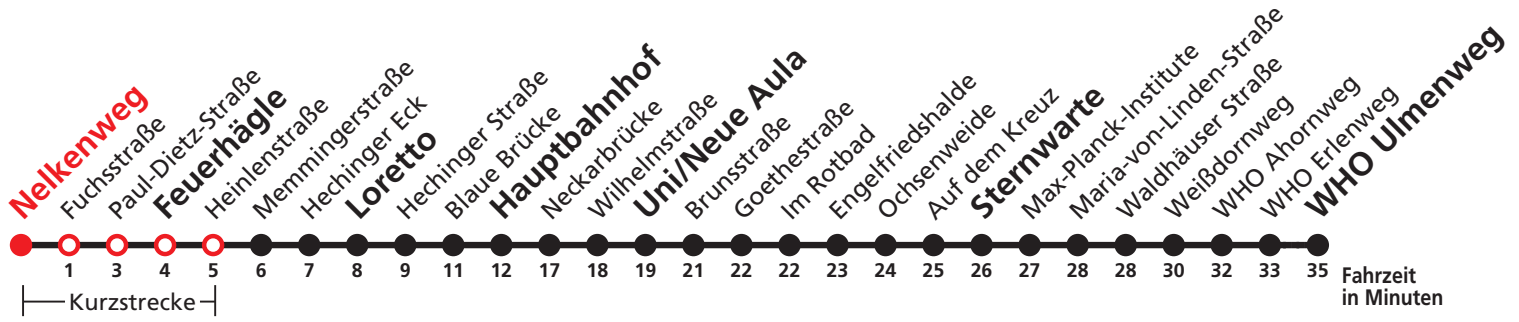 Nelkenweg
Fuchsstraße
Paul-Dietz-Straße
Feuerhägle
Heinlenstraße
Memmingerstraße
Hechinger Eck
Loretto
Hechinger Straße
Blaue Brücke
Hauptbahnhof
Neckarbrücke
Wilhelmstraße
Uni/Neue Aula
Brunsstraße
Goethestraße
Im Rotbad
Engelfriedshalde
Ochsenweide
Auf dem Kreuz
Sternwarte
Max-Planck-Institute
Maria-von-Linden-Straße
Waldhäuser Straße
Weißdornweg
WHO Ahornweg
WHO Erlenweg
WHO Ulmenweg
1 3 4 5 6 7 8 9 11 12 17 18 19 21 22 22 23 24 25 26 27 28 28 30 32 33 35
Fahrzeit
in Minuten
Kurzstrecke